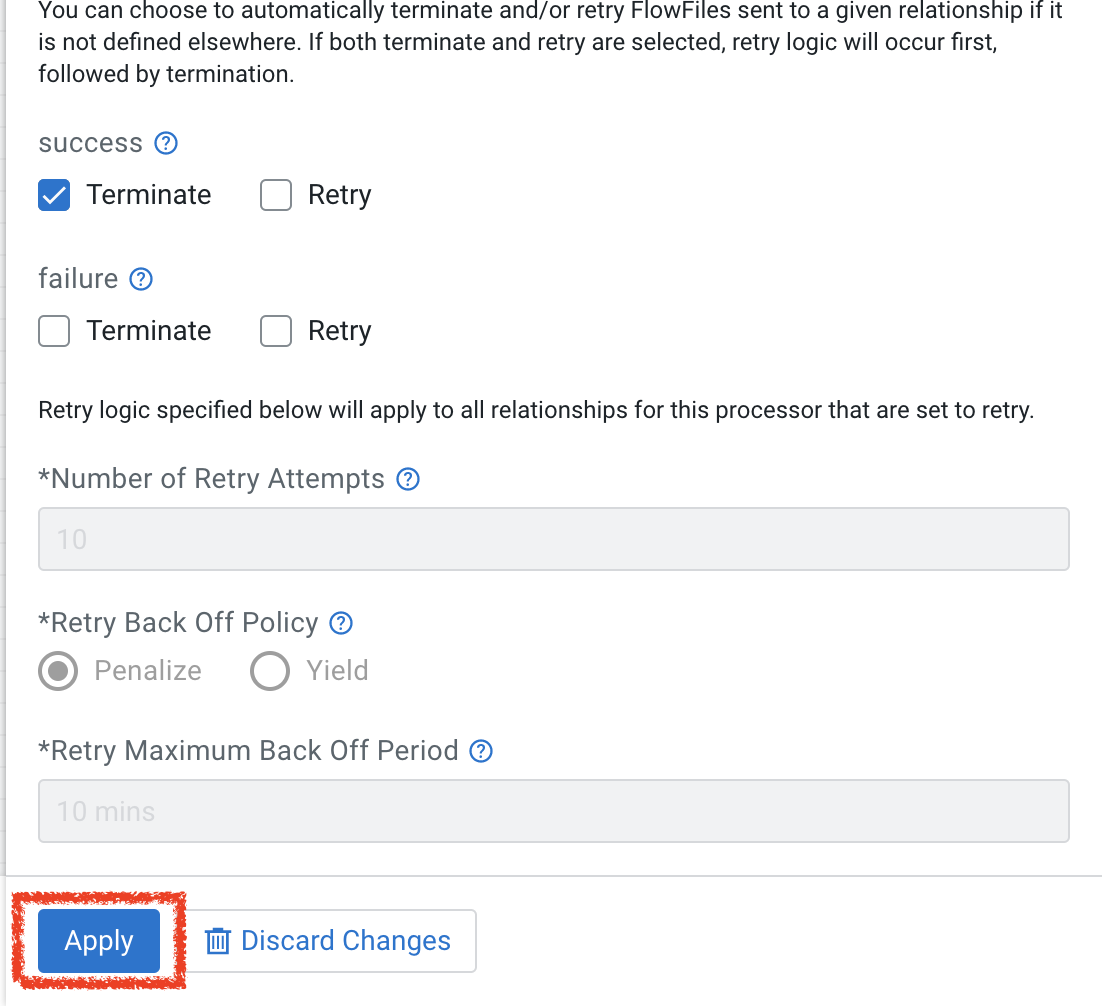 You can choose to automatically terminate and/or retry FlowFiles sent to a given relationship if it
is not defined elsewhere. If both terminate and retry are selected, retry logic will occur first,
followed by termination.
success ?
Terminate Retry
failure ?
Terminate Retry
Retry logic specified below will apply to all relationships for this processor that are set to retry.
*Number of Retry Attempts ?
10
*Retry Back Off Policy ?
Penalize Yield
*Retry Maximum Back Off Period ?
10 mins
Apply Discard Changes